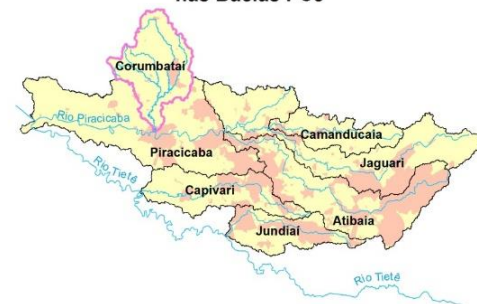 Corumbataí
Rio Piracicaba
Camanducaia
Piracicaba
Jaguari
Rio Tietê
Capivari
Atibaia
Jundiaí
Rio Tietê